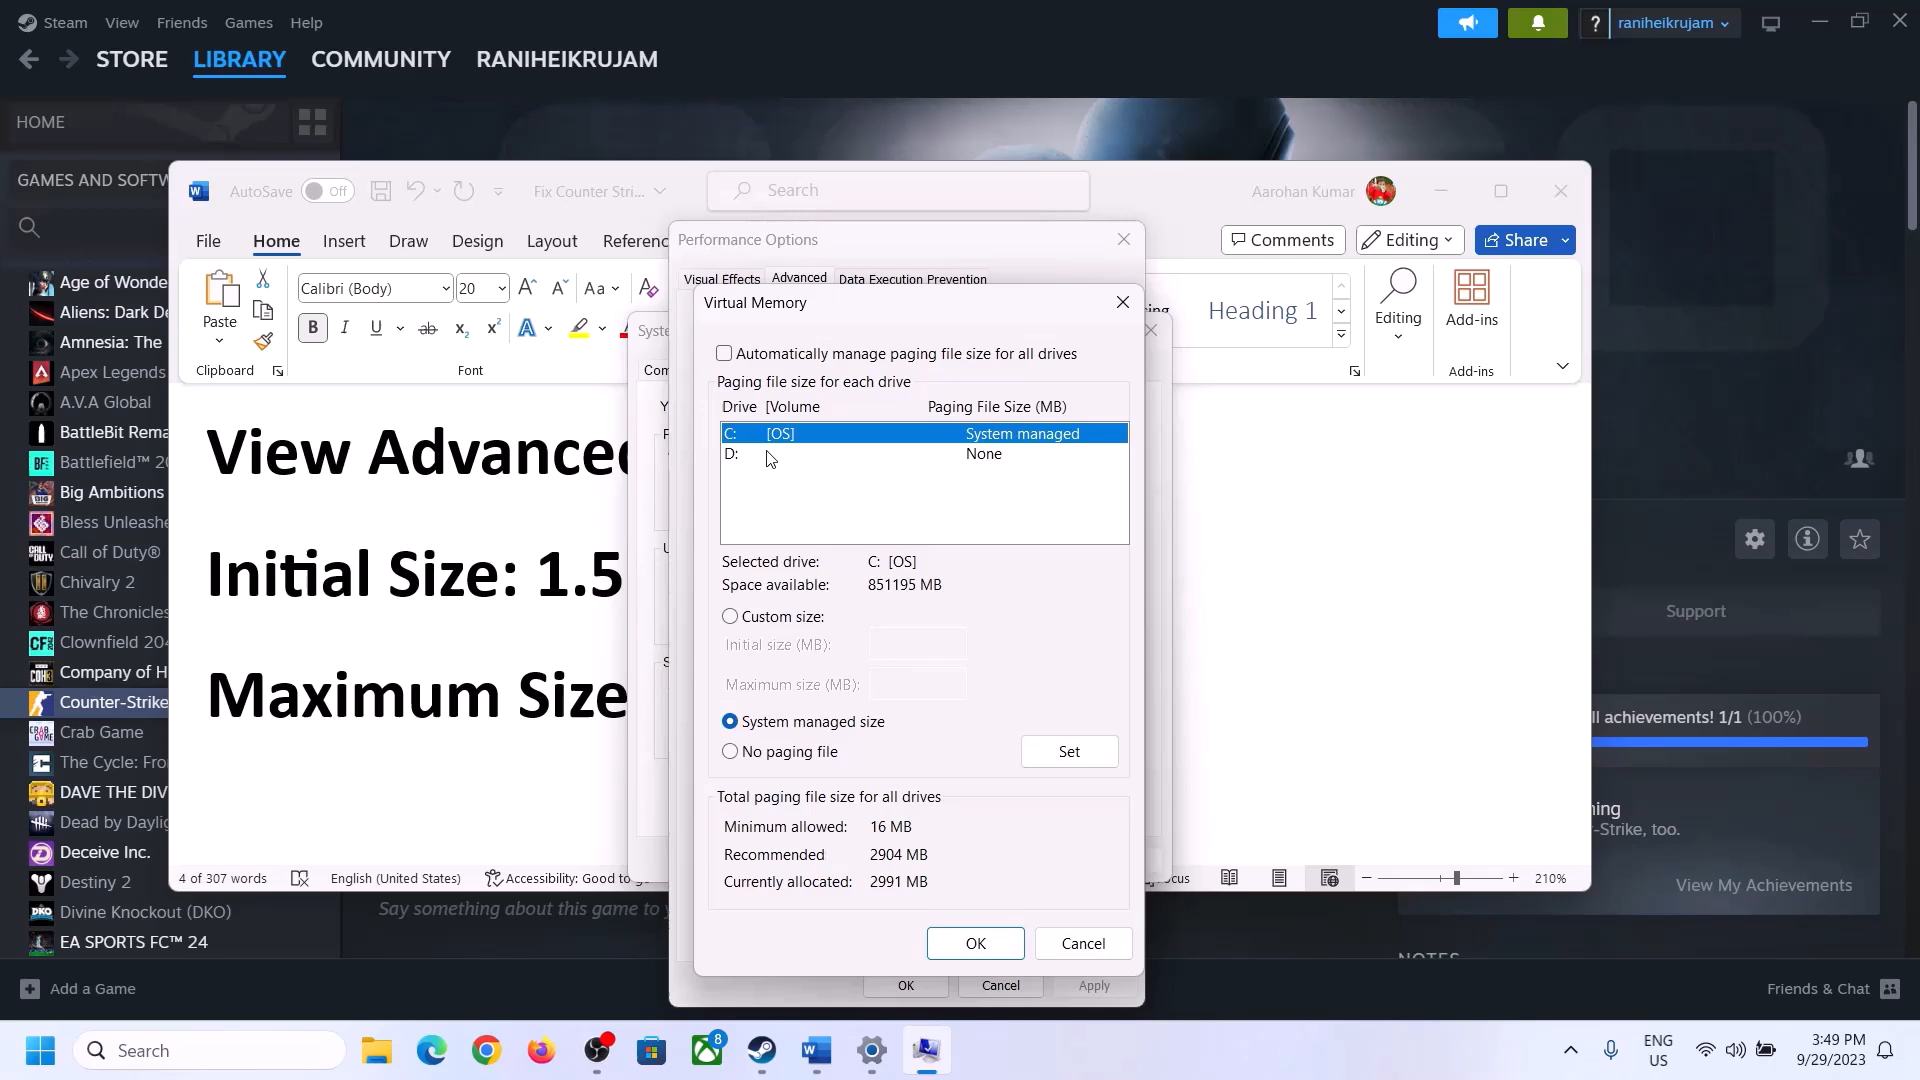 Steam View Friends Games Help
raniheikrujam
STORE LIBRARY COMMUNITY RANIHEIKRUJAM
HOME
GAMES AND SOFTW
Age of Wonde
Aliens: Dark De
Amnesia: The
Apex Legends
A.V.A Global
BattleBit Rema
Battlefield™ 20
Big Ambitions
Bless Unleashe
Call of Duty®
Chivalry 2
The Chronicles
Clownfield 204
Company of H
Counter-Strike
Crab Game
The Cycle: Fro
DAVE THE DIV
Dead by Daylig
Deceive Inc.
Destiny 2
Divine Knockout (DKO)
EA SPORTS FC™ 24
Add a Game
AutoSave Off Fix Counter Stri... Search Aarohan Kumar
File Home Insert Draw Design Layout Referenc
Comments Editing Share
Calibri (Body) 20
Paste
Clipboard Font
Heading 1
Editing Add-ins
Add-ins
View Advanced
Initial Size: 1.5
Maximum Size
4 of 307 words English (United States) Accessibility: Good to g
210%
Performance Options
Visual Effects Advanced Data Execution Prevention
Syste
Com
Virtual Memory
Automatically manage paging file size for all drives
Paging file size for each drive
Drive [Volume Paging File Size (MB)
C: [OS] System managed
D: None
Selected drive: C: [OS]
Space available: 851195 MB
Custom size:
Initial size (MB):
Maximum size (MB):
System managed size
No paging file Set
Total paging file size for all drives
Minimum allowed: 16 MB
Recommended 2904 MB
Currently allocated: 2991 MB
OK Cancel
OK Cancel Apply
Support
ll achievements! 1/1 (100%)
-Strike, too.
View My Achievements
Say something about this game to y
NOTES
Friends & Chat
Search
8
ENG
US
3:49 PM
9/29/2023